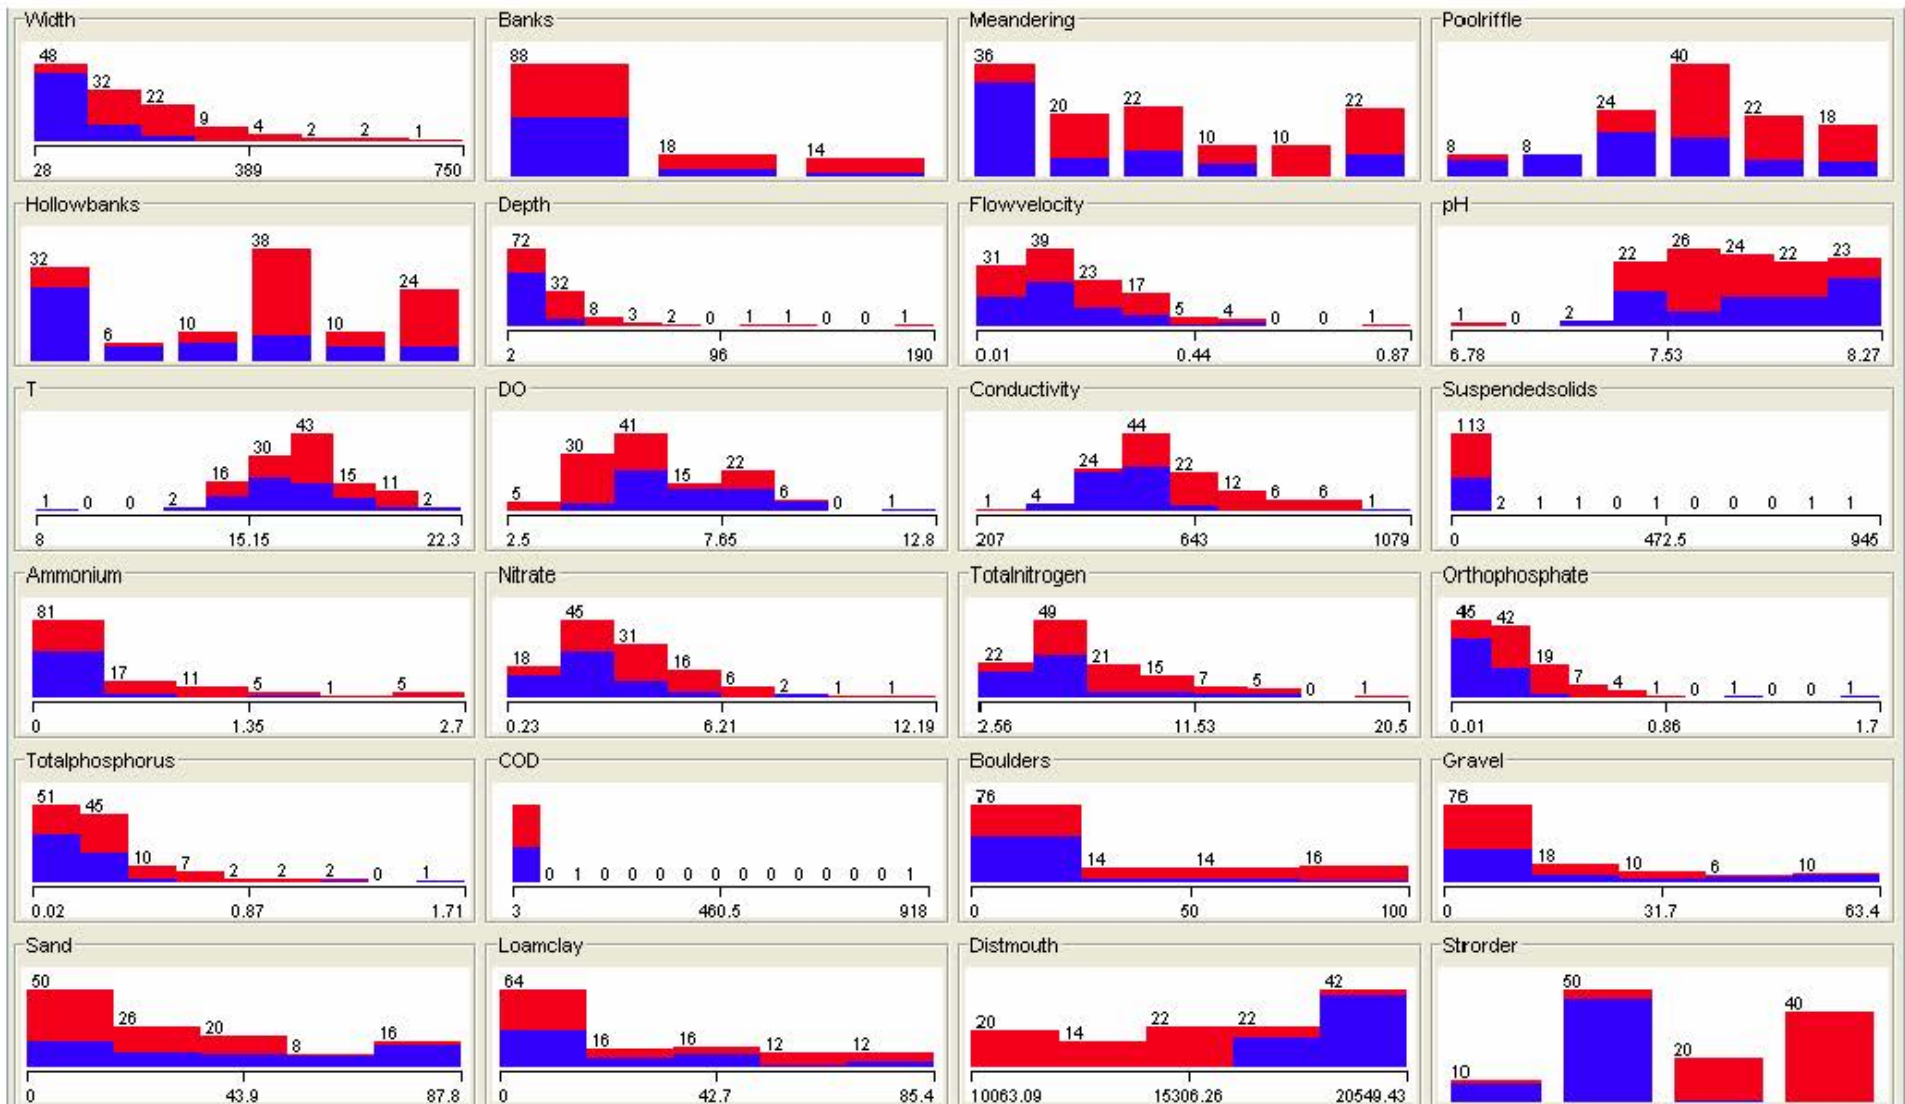 Width Banks Meandering Poolriffle
48 32 22 9 4 2 2 1
28 389 750
88 18 14
36 20 22 10 10 22
8 8 24 40 22 18
Hollowbanks Depth Flowvelocity pH
32 6 10 38 10 24
72 32 8 3 2 0 1 1 0 0 1
2 96 190
31 39 23 17 5 4 0 0 1
0.01 0.44 0.87
1 0 2 22 26 24 22 23
6.78 7.53 8.27
T DO Conductivity Suspendedsolids
1 0 0 2 16 30 43 15 11 2
8 15.15 22.3
5 30 41 15 22 6 0 1
2.5 7.65 12.8
1 4 24 44 22 12 6 6 1
207 643 1079
113 2 1 1 0 1 0 0 0 1 1
0 472.5 945
Ammonium Nitrate Totalnitrogen Orthophosphate
81 17 11 5 1 5
0 1.35 2.7
18 45 31 16 6 2 1 1
0.23 6.21 12.19
22 49 21 15 7 5 0 1
2.56 11.53 20.5
45 42 19 7 4 1 0 1 0 0 1
0.01 0.86 1.7
Totalphosphorus COD Boulders Gravel
51 45 10 7 2 2 2 0 1
0.02 0.87 1.71
0 1 0 0 0 0 0 0 0 0 0 0 0 1
3 460.5 918
76 14 14 16
0 50 100
76 18 10 6 10
0 31.7 63.4
Sand Loamclay Distmouth Strorder
50 26 20 8 16
0 43.9 87.8
64 16 16 12 12
0 42.7 85.4
20 14 22 22 42
10063.09 15306.26 20549.43
10 50 20 40